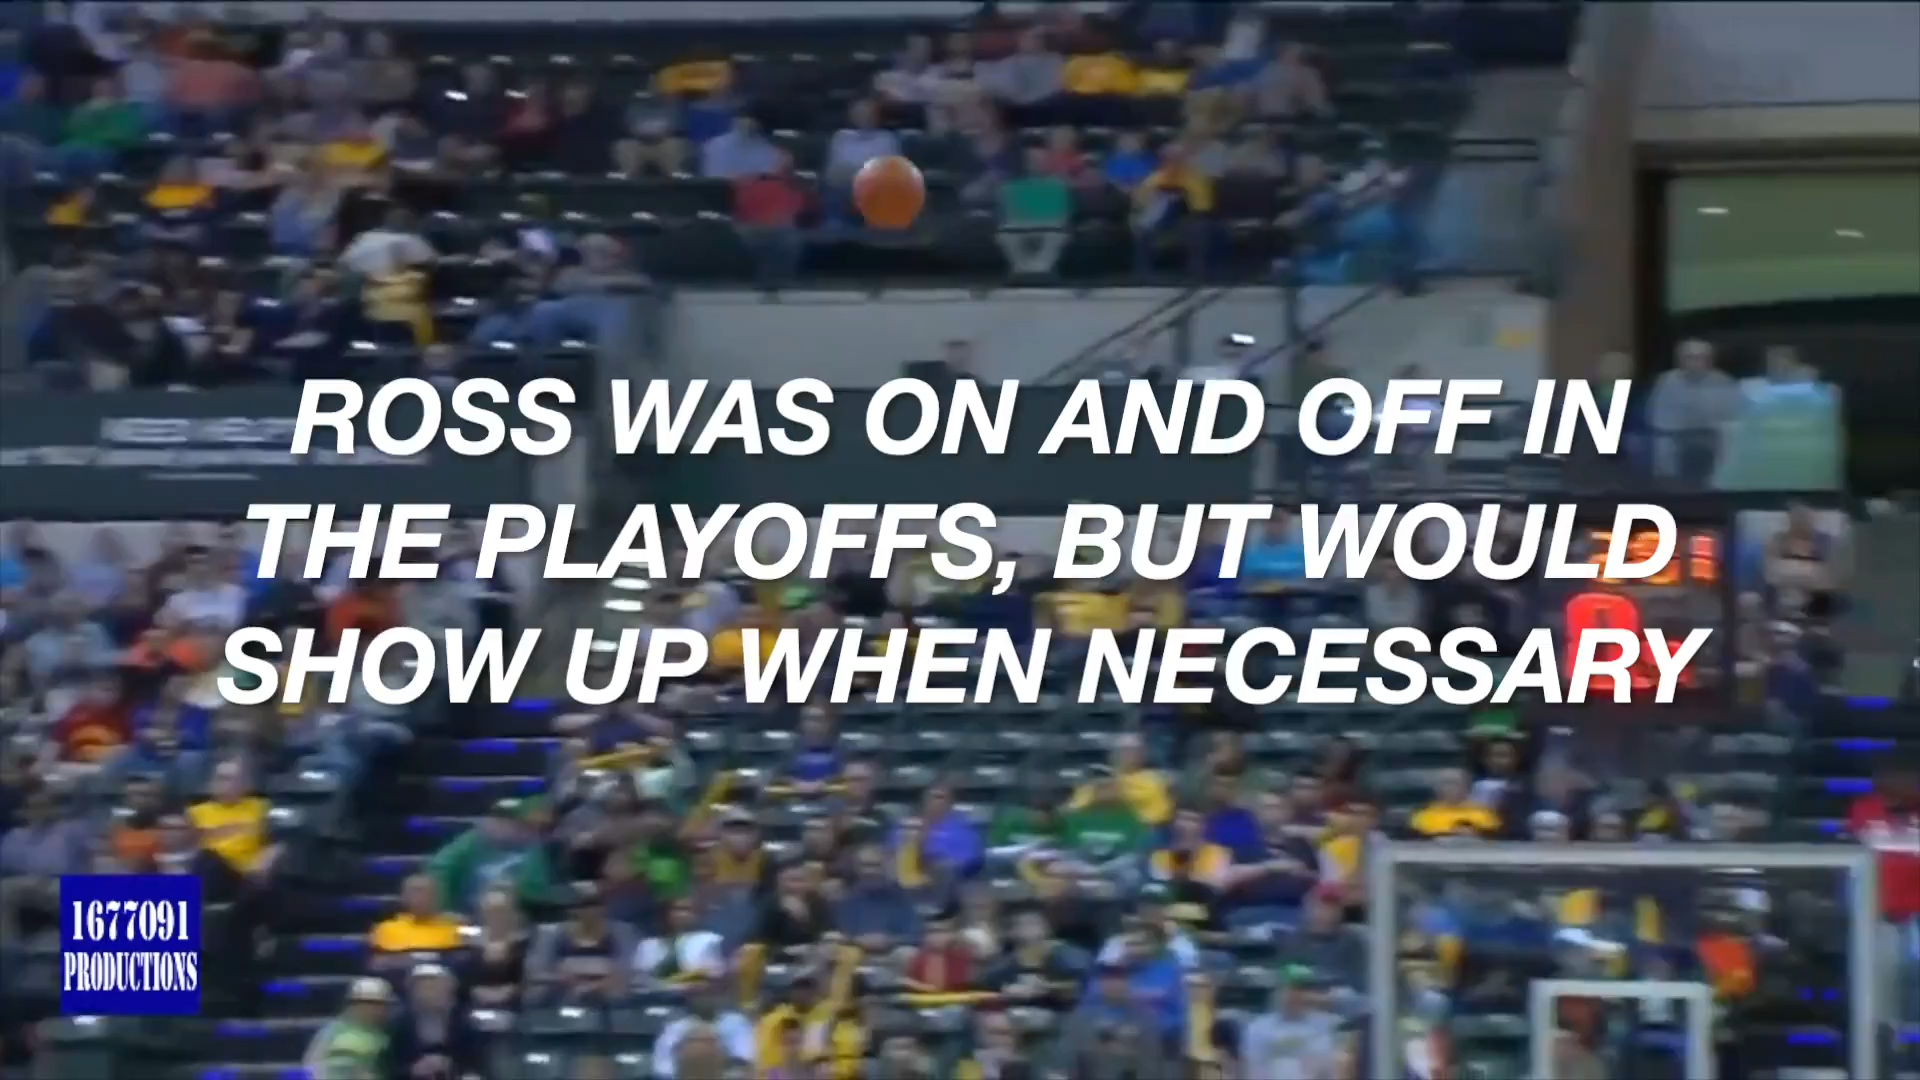 ROSS WAS ON AND OFF IN
THE PLAYOFFS, BUT WOULD
SHOW UP WHEN NECESSARY
1677091
PRODUCTIONS